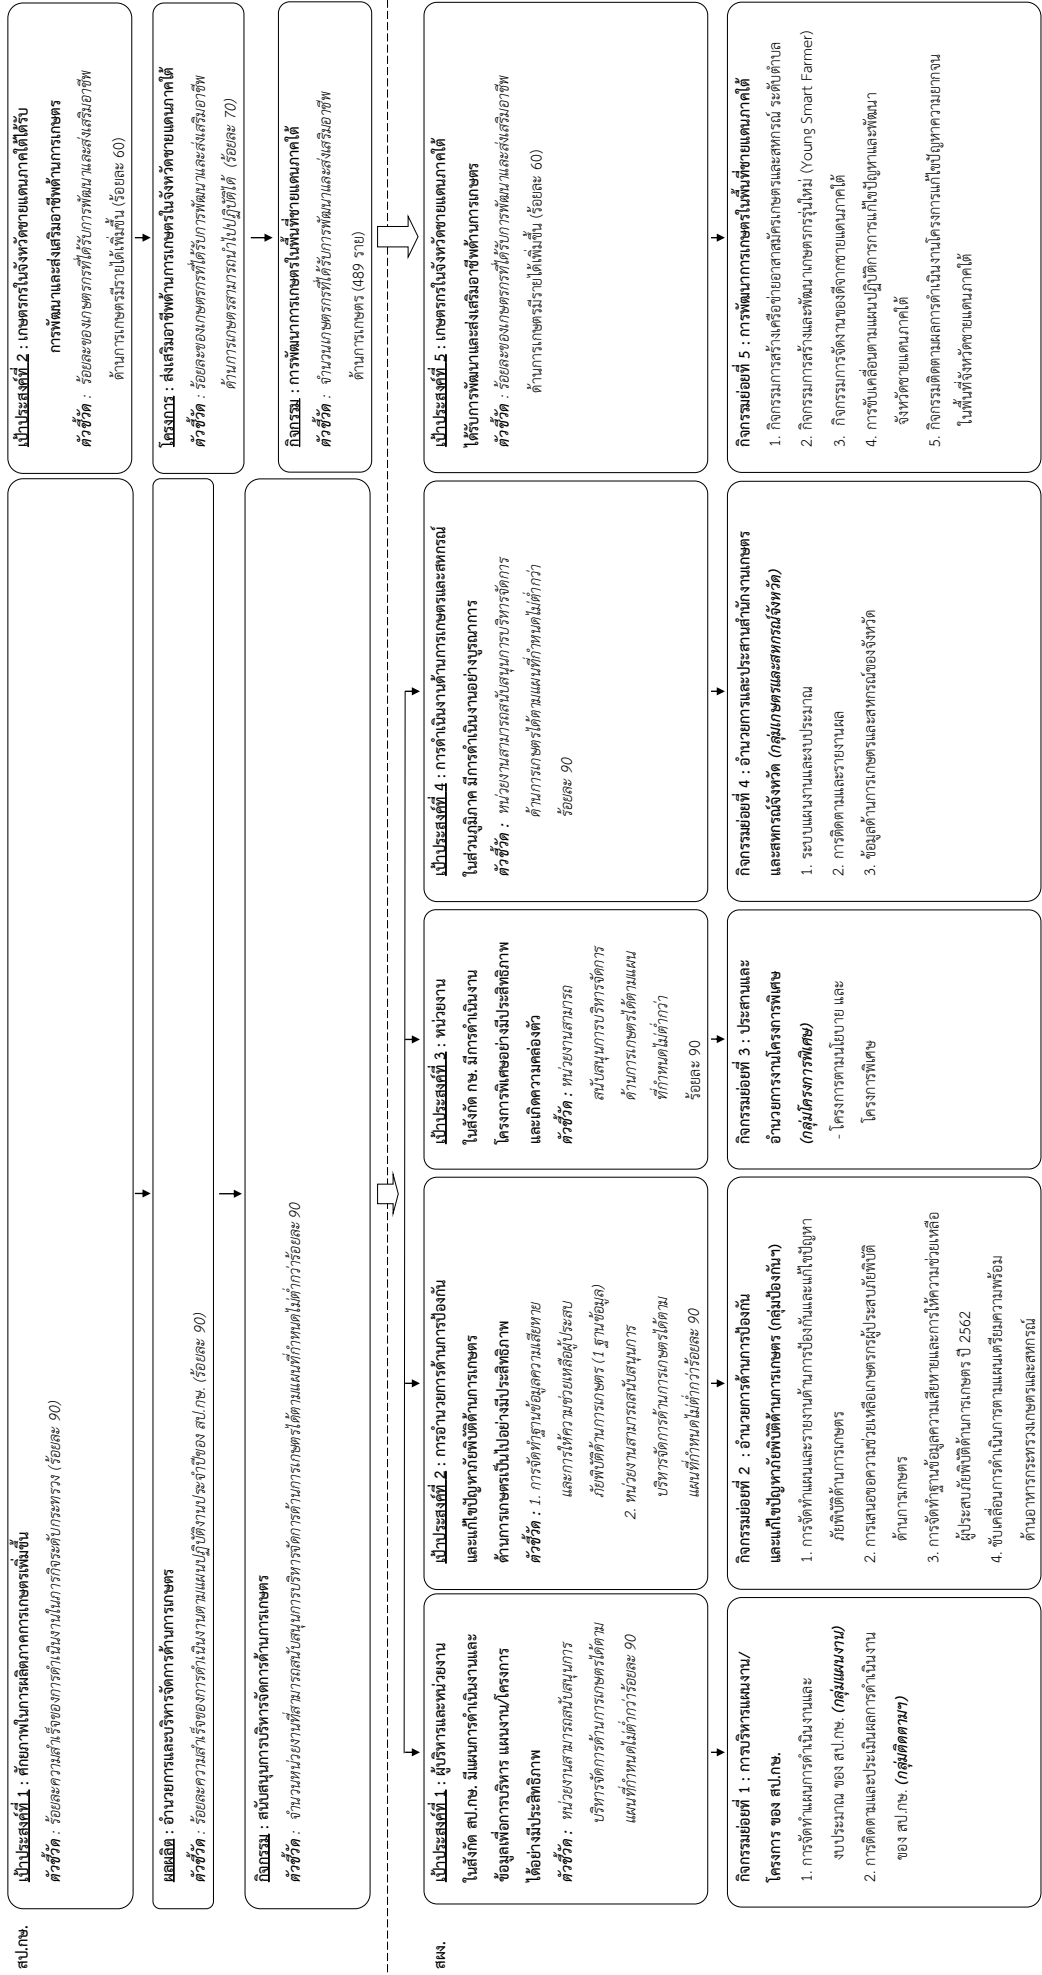 สป.กษ.
เป้าประสงค์ที่ 1 : ศักยภาพในการผลิตภาคการเกษตรเพิ่มขึ้น
ตัวชี้วัด : ร้อยละความสำเร็จของการดำเนินงานในภารกิจระดับกระทรวง (ร้อยละ 90)
เป้าประสงค์ที่ 2 : เกษตรกรในจังหวัดชายแดนภาคใต้ได้รับ
การพัฒนาและส่งเสริมอาชีพด้านการเกษตร
ตัวชี้วัด : ร้อยละของเกษตรกรที่ได้รับการพัฒนาและส่งเสริมอาชีพ
ด้านการเกษตรมีรายได้เพิ่มขึ้น (ร้อยละ 60)
ผลผลิต : อำนวยการและบริหารจัดการด้านการเกษตร
ตัวชี้วัด : ร้อยละความสำเร็จของการดำเนินงานตามแผนปฏิบัติงานประจำปีของ สป.กษ. (ร้อยละ 90)
โครงการ : ส่งเสริมอาชีพด้านการเกษตรในจังหวัดชายแดนภาคใต้
ตัวชี้วัด : ร้อยละของเกษตรกรที่ได้รับการพัฒนาและส่งเสริมอาชีพ
ด้านการเกษตรสามารถนำไปปฏิบัติได้ (ร้อยละ 70)
กิจกรรม : สนับสนุนการบริหารจัดการด้านการเกษตร
ตัวชี้วัด : จำนวนหน่วยงานที่สามารถสนับสนุนการบริหารจัดการด้านการเกษตรได้ตามแผนที่กำหนดไม่ต่ำกว่าร้อยละ 90
กิจกรรม : การพัฒนาการเกษตรในพื้นที่ชายแดนภาคใต้
ตัวชี้วัด : จำนวนเกษตรกรที่ได้รับการพัฒนาและส่งเสริมอาชีพ
ด้านการเกษตร (489 ราย)
สผง.
เป้าประสงค์ที่ 1 : ผู้บริหารและหน่วยงาน
ในสังกัด สป.กษ. มีแผนการดำเนินงานและ
ข้อมูลเพื่อการบริหาร แผนงาน/โครงการ
ได้อย่างมีประสิทธิภาพ
ตัวชี้วัด : หน่วยงานสามารถสนับสนุนการ
บริหารจัดการด้านการเกษตรได้ตาม
แผนที่กำหนดไม่ต่ำกว่าร้อยละ 90
เป้าประสงค์ที่ 2 : การอำนวยการด้านการป้องกัน
และแก้ไขปัญหาภัยพิบัติด้านการเกษตร
ด้านการเกษตรเป็นไปอย่างมีประสิทธิภาพ
ตัวชี้วัด : 1. การจัดทำฐานข้อมูลความเสียหาย
และการให้ความช่วยเหลือผู้ประสบ
ภัยพิบัติด้านการเกษตร (1 ฐานข้อมูล)
2. หน่วยงานสามารถสนับสนุนการ
บริหารจัดการด้านการเกษตรได้ตาม
แผนที่กำหนดไม่ต่ำกว่าร้อยละ 90
เป้าประสงค์ที่ 3 : หน่วยงาน
ในสังกัด กษ. มีการดำเนินงาน
โครงการพิเศษอย่างมีประสิทธิภาพ
และเกิดความคล่องตัว
ตัวชี้วัด : หน่วยงานสามารถ
สนับสนุนการบริหารจัดการ
ด้านการเกษตรได้ตามแผน
ที่กำหนดไม่ต่ำกว่า
ร้อยละ 90
เป้าประสงค์ที่ 4 : การดำเนินงานด้านการเกษตรและสหกรณ์
ในส่วนภูมิภาค มีการดำเนินงานอย่างบูรณาการ
ตัวชี้วัด : หน่วยงานสามารถสนับสนุนการบริหารจัดการ
ด้านการเกษตรได้ตามแผนที่กำหนดไม่ต่ำกว่า
ร้อยละ 90
เป้าประสงค์ที่ 5 : เกษตรกรในจังหวัดชายแดนภาคใต้
ได้รับการพัฒนาและส่งเสริมอาชีพด้านการเกษตร
ตัวชี้วัด : ร้อยละของเกษตรกรที่ได้รับการพัฒนาและส่งเสริมอาชีพ
ด้านการเกษตรมีรายได้เพิ่มขึ้น (ร้อยละ 60)
กิจกรรมย่อยที่ 1 : การบริหารแผนงาน/
โครงการ ของ สป.กษ.
1. การจัดทำแผนการดำเนินงานและ
งบประมาณ ของ สป.กษ. (กลุ่มแผนงาน)
2. การติดตามและประเมินผลการดำเนินงาน
ของ สป.กษ. (กลุ่มติดตามฯ)
กิจกรรมย่อยที่ 2 : อำนวยการด้านการป้องกัน
และแก้ไขปัญหาภัยพิบัติด้านการเกษตร (กลุ่มป้องกันฯ)
1. การจัดทำแผนและรายงานด้านการป้องกันและแก้ไขปัญหา
ภัยพิบัติด้านการเกษตร
2. การเสนอขอความช่วยเหลือเกษตรกรผู้ประสบภัยพิบัติ
ด้านการเกษตร
3. การจัดทำฐานข้อมูลความเสียหายและการให้ความช่วยเหลือ
ผู้ประสบภัยพิบัติด้านการเกษตร ปี 2562
4. ขับเคลื่อนการดำเนินการตามแผนเตรียมความพร้อม
ด้านอาหารกระทรวงเกษตรและสหกรณ์
กิจกรรมย่อยที่ 3 : ประสานและ
อำนวยการงานโครงการพิเศษ
(กลุ่มโครงการพิเศษ)
- โครงการตามนโยบาย และ
โครงการพิเศษ
กิจกรรมย่อยที่ 4 : อำนวยการและประสานสำนักงานเกษตร
และสหกรณ์จังหวัด (กลุ่มเกษตรและสหกรณ์จังหวัด)
1. ระบบแผนงานและงบประมาณ
2. การติดตามและรายงานผล
3. ข้อมูลด้านการเกษตรและสหกรณ์ของจังหวัด
กิจกรรมย่อยที่ 5 : การพัฒนาการเกษตรในพื้นที่ชายแดนภาคใต้
1. กิจกรรมการสร้างเครือข่ายอาสาสมัครเกษตรและสหกรณ์ ระดับตำบล
2. กิจกรรมการสร้างและพัฒนาเกษตรกรรุ่นใหม่ (Young Smart Farmer)
3. กิจกรรมการจัดงานของดีจากชายแดนภาคใต้
4. การขับเคลื่อนตามแผนปฏิบัติการการแก้ไขปัญหาและพัฒนา
จังหวัดชายแดนภาคใต้
5. กิจกรรมติดตามผลการดำเนินงานโครงการแก้ไขปัญหาความยากจน
ในพื้นที่จังหวัดชายแดนภาคใต้